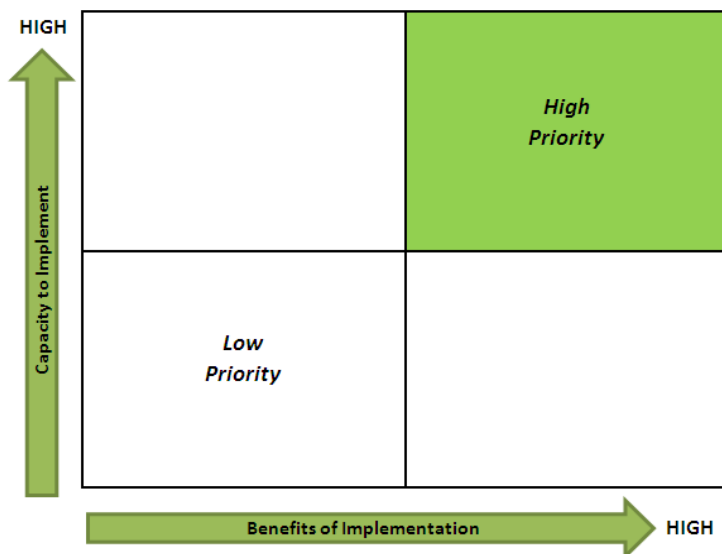 HIGH
High
Priority
Capacity to Implement
Low
Priority
Benefits of Implementation
HIGH